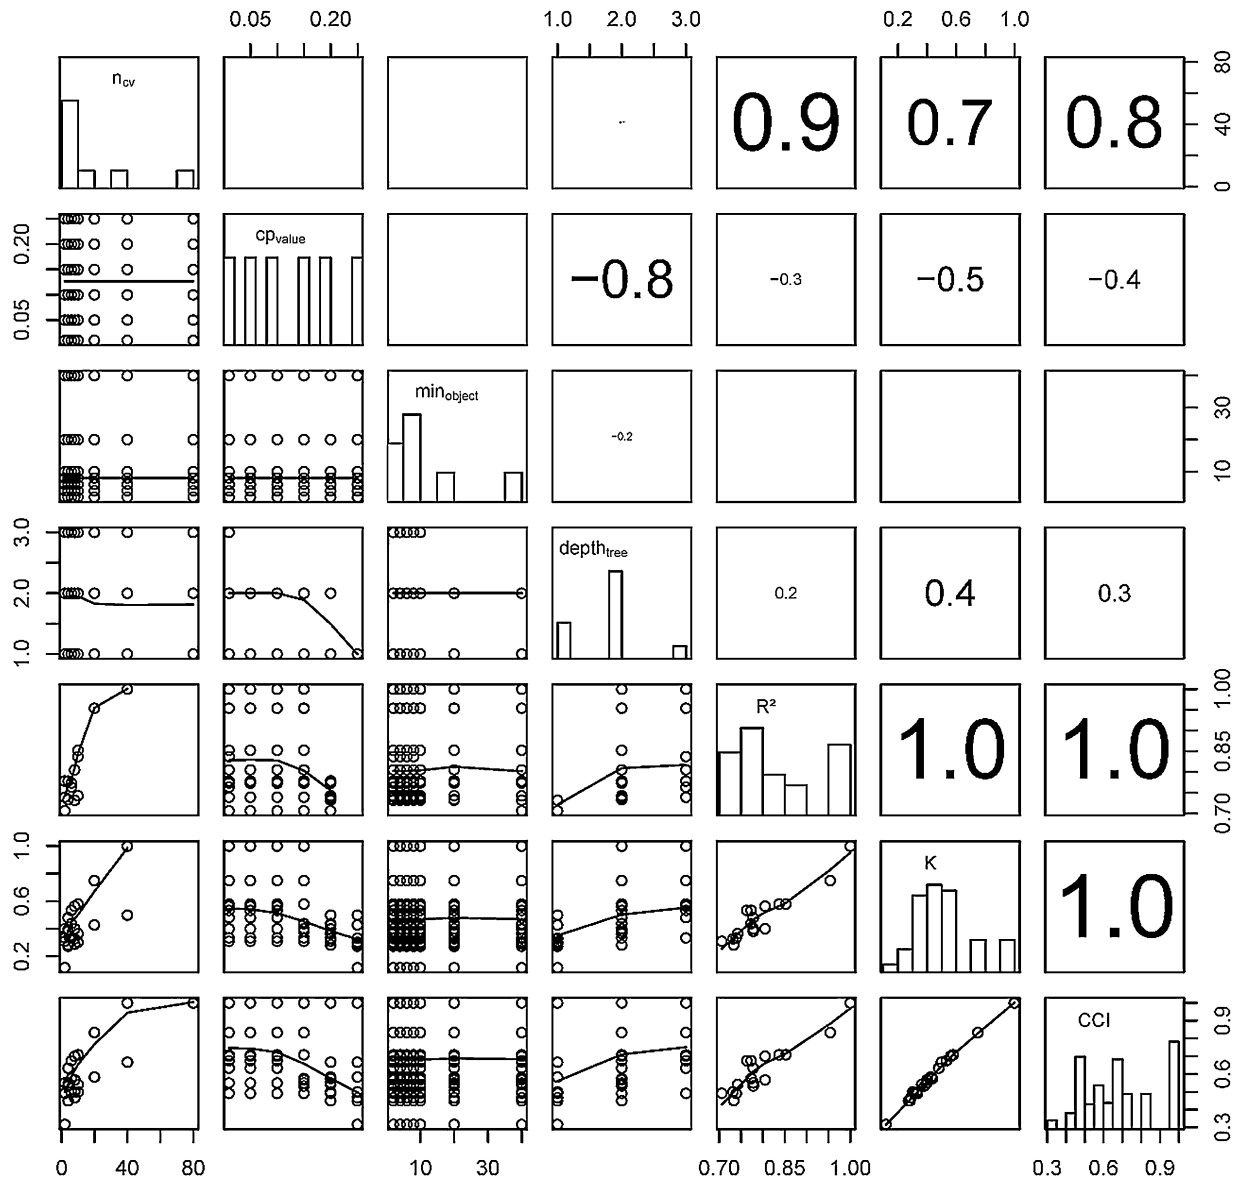 0.05 0.20 1.0 2.0 3.0 0.2 0.6 1.0
n_cv 0.9 0.7 0.8 0 40 80
0.05 0.20 cp_value −0.8 −0.3 −0.5 −0.4
min_object −0.2 10 30
1.0 2.0 3.0 depth_tree 0.2 0.4 0.3
R² 1.0 1.0 0.70 0.85 1.00
0.2 0.6 1.0 K 1.0
CCI 0.3 0.6 0.9
0 40 80 10 30 0.70 0.85 1.00 0.3 0.6 0.9